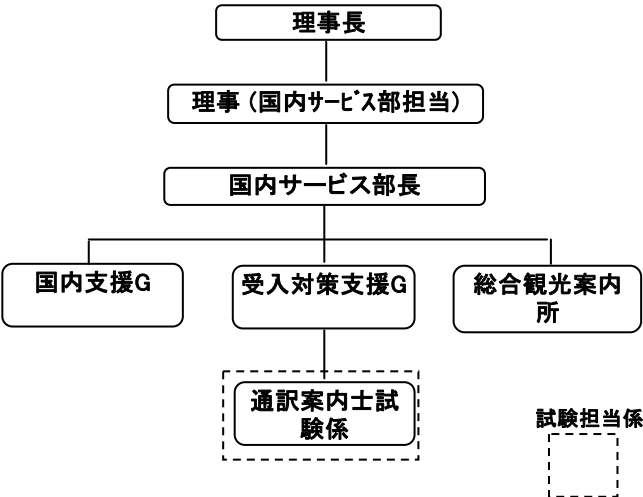 理事長
理事（国内ｻｰﾋﾞｽ部担当）
国内サービス部長
国内支援G
受入対策支援G
総合観光案内
所
通訳案内士試
験係
試験担当係